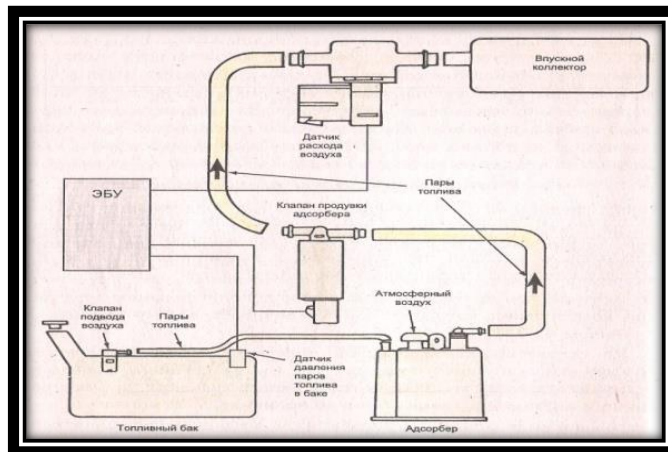 Впускной
коллектор
Датчик
расхода
воздуха
ЭБУ
Пары
топлива
Клапан продувки
адсорбера
Атмосферный
воздух
Клапан
подвода
воздуха
Пары
топлива
Датчик
давления
паров
топлива
в баке
Топливный бак
Адсорбер